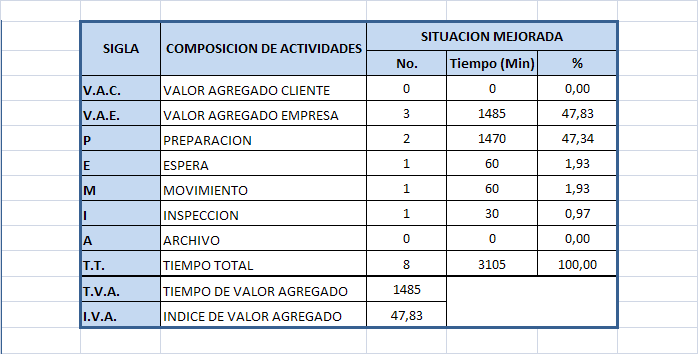 SIGLA COMPOSICION DE ACTIVIDADES SITUACION MEJORADA
No. Tiempo (Min) %
V.A.C. VALOR AGREGADO CLIENTE 0 0 0,00
V.A.E. VALOR AGREGADO EMPRESA 3 1485 47,83
P PREPARACION 2 1470 47,34
E ESPERA 1 60 1,93
M MOVIMIENTO 1 60 1,93
I INSPECCION 1 30 0,97
A ARCHIVO 0 0 0,00
T.T. TIEMPO TOTAL 8 3105 100,00
T.V.A. TIEMPO DE VALOR AGREGADO 1485
I.V.A. INDICE DE VALOR AGREGADO 47,83